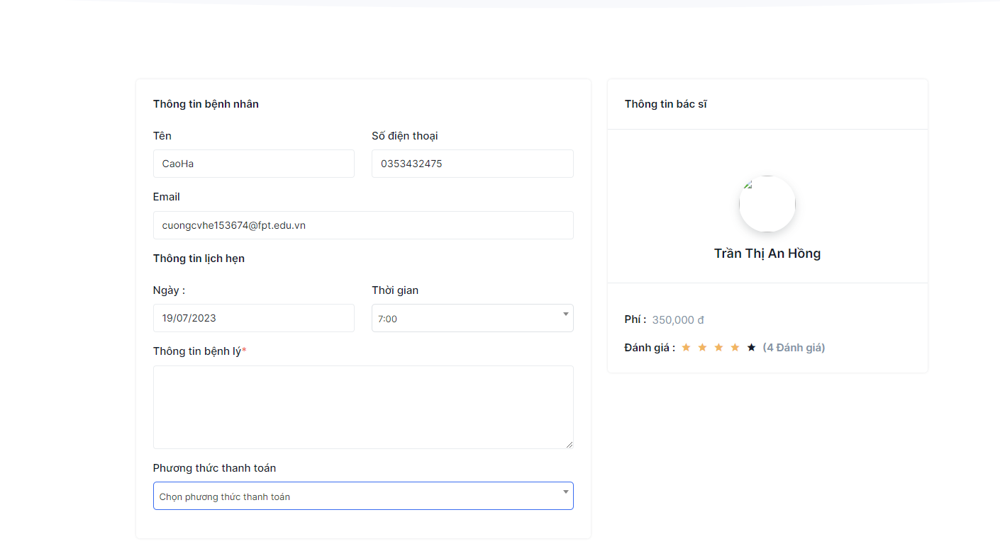 Thông tin bệnh nhân
Tên
Số điện thoại
CaoHa
0353432475
Email
cuongcvhe153674@fpt.edu.vn
Thông tin lịch hẹn
Ngày :
Thời gian
19/07/2023
7:00
Thông tin bệnh lý*
Phương thức thanh toán
Chọn phương thức thanh toán
Thông tin bác sĩ
Trần Thị An Hồng
Phí : 350,000 đ
Đánh giá : (4 Đánh giá)